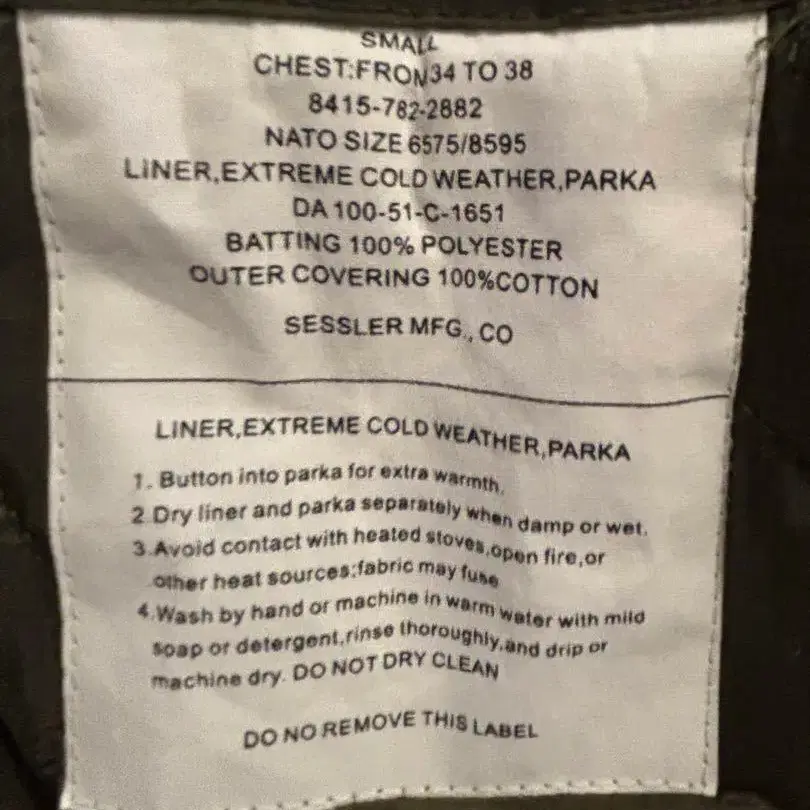 SMALL
CHEST:FRON34 TO 38
8415-782-2882
NATO SIZE 6575/8595
LINER,EXTREME COLD WEATHER,PARKA
DA 100-51-C-1651
BATTING 100% POLYESTER
OUTER COVERING 100%COTTON
SESSLER MFG., CO
LINER,EXTREME COLD WEATHER,PARKA
1. Button into parka for extra warmth.
2.Dry liner and parka separately when damp or wet.
3.Avoid contact with heated stoves,open fire,or
other heat sources;fabric may fuse
4.Wash by hand or machine in warm water with mild
soap or detergent,rinse thoroughly,and drip or
machine dry. DO NOT DRY CLEAN
DO NO REMOVE THIS LABEL